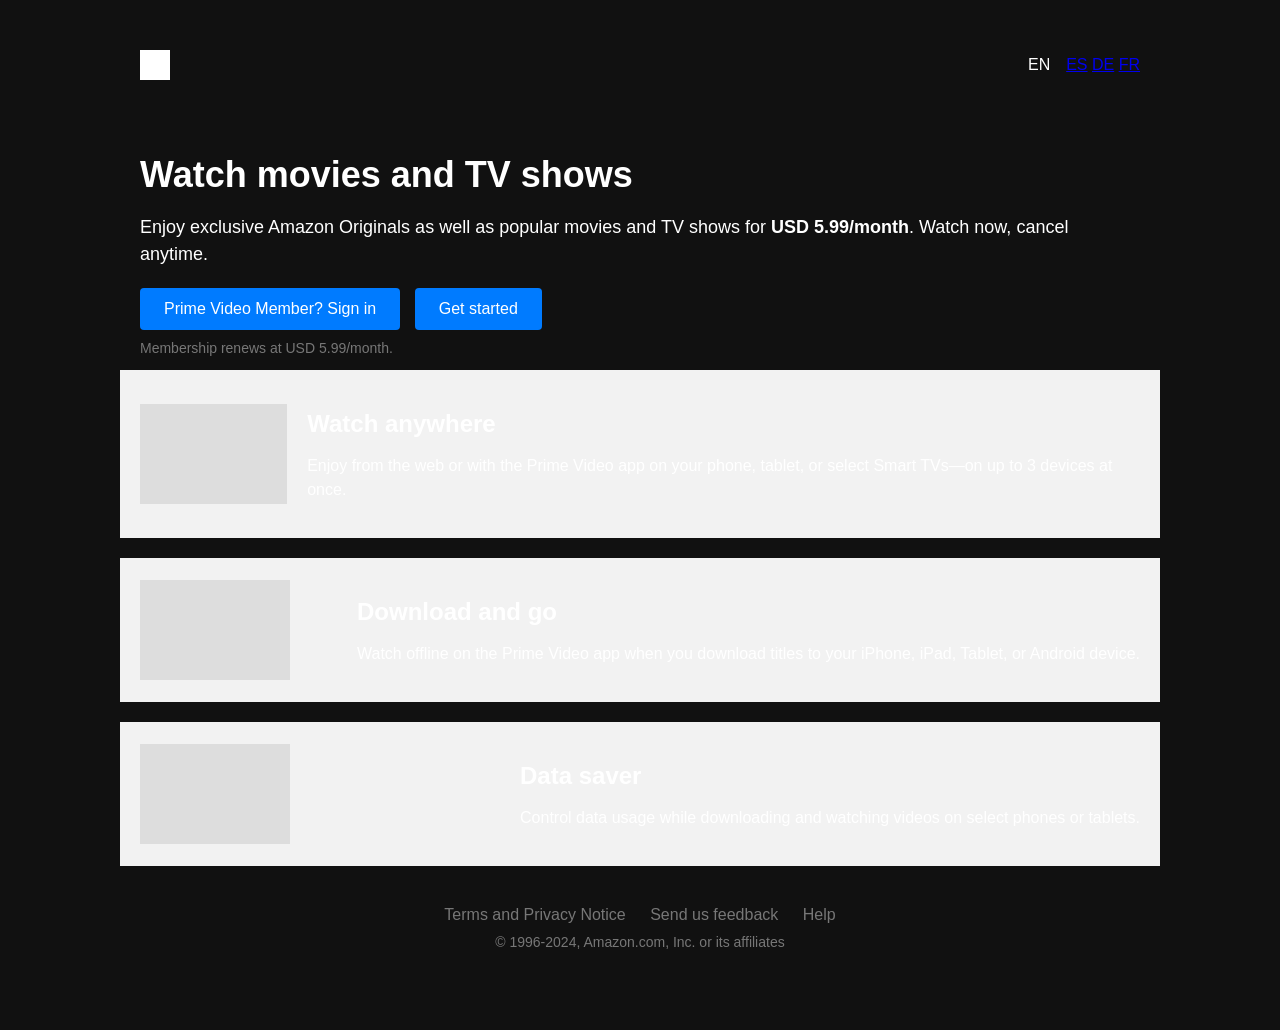 EN ES DE FR
Watch movies and TV shows
Enjoy exclusive Amazon Originals as well as popular movies and TV shows for USD 5.99/month. Watch now, cancel
anytime.
Prime Video Member? Sign in
Get started
Membership renews at USD 5.99/month.
Watch anywhere
Enjoy from the web or with the Prime Video app on your phone, tablet, or select Smart TVs—on up to 3 devices at
once.
Download and go
Watch offline on the Prime Video app when you download titles to your iPhone, iPad, Tablet, or Android device.
Data saver
Control data usage while downloading and watching videos on select phones or tablets.
Terms and Privacy Notice Send us feedback Help
© 1996-2024, Amazon.com, Inc. or its affiliates